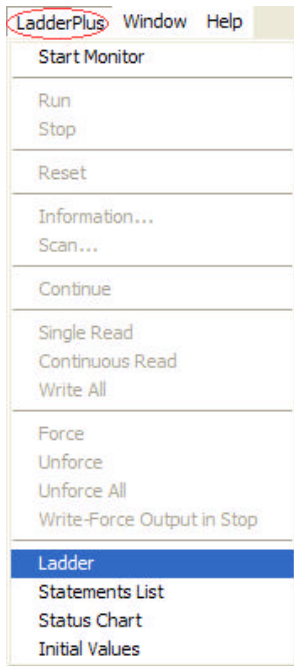 LadderPlus Window Help
Start Monitor
Run
Stop
Reset
Information...
Scan...
Continue
Single Read
Continuous Read
Write All
Force
Unforce
Unforce All
Write-Force Output in Stop
Ladder
Statements List
Status Chart
Initial Values